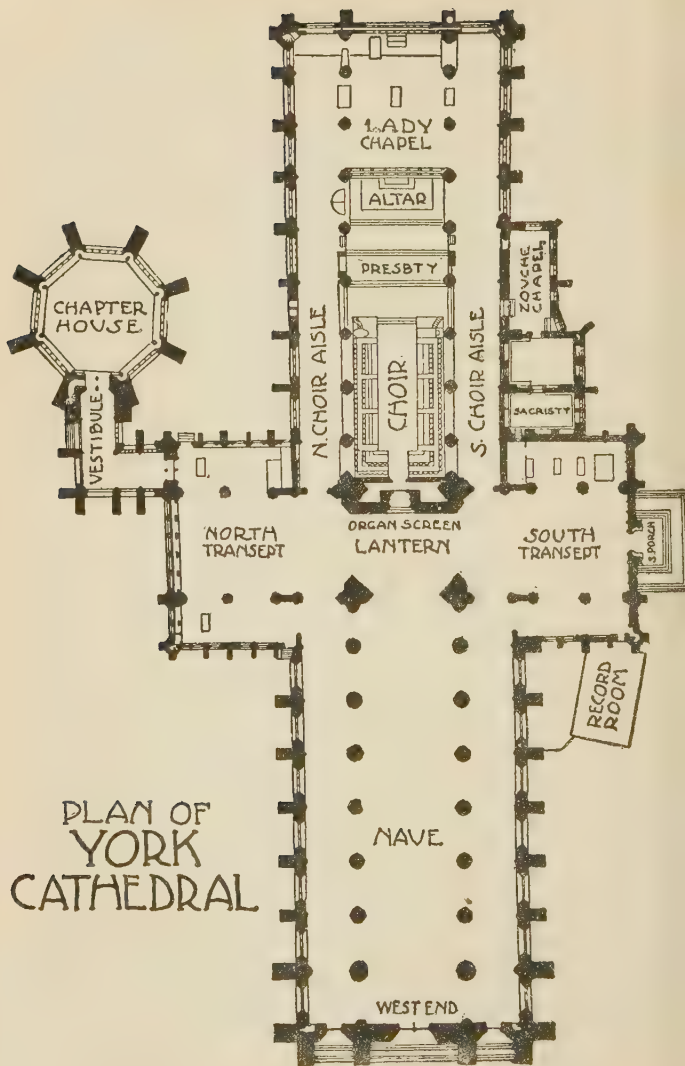 LADY
CHAPEL
ALTAR
PRESBTY
ZOUCHE
CHAPEL
CHAPTER
HOUSE
N. CHOIR AISLE
CHOIR
S. CHOIR AISLE
SACRISTY
VESTIBULE
ORGAN SCREEN
NORTH
TRANSEPT
LANTERN
SOUTH
TRANSEPT
S. PORCH
RECORD
ROOM
PLAN OF
YORK
CATHEDRAL
NAVE
WEST END